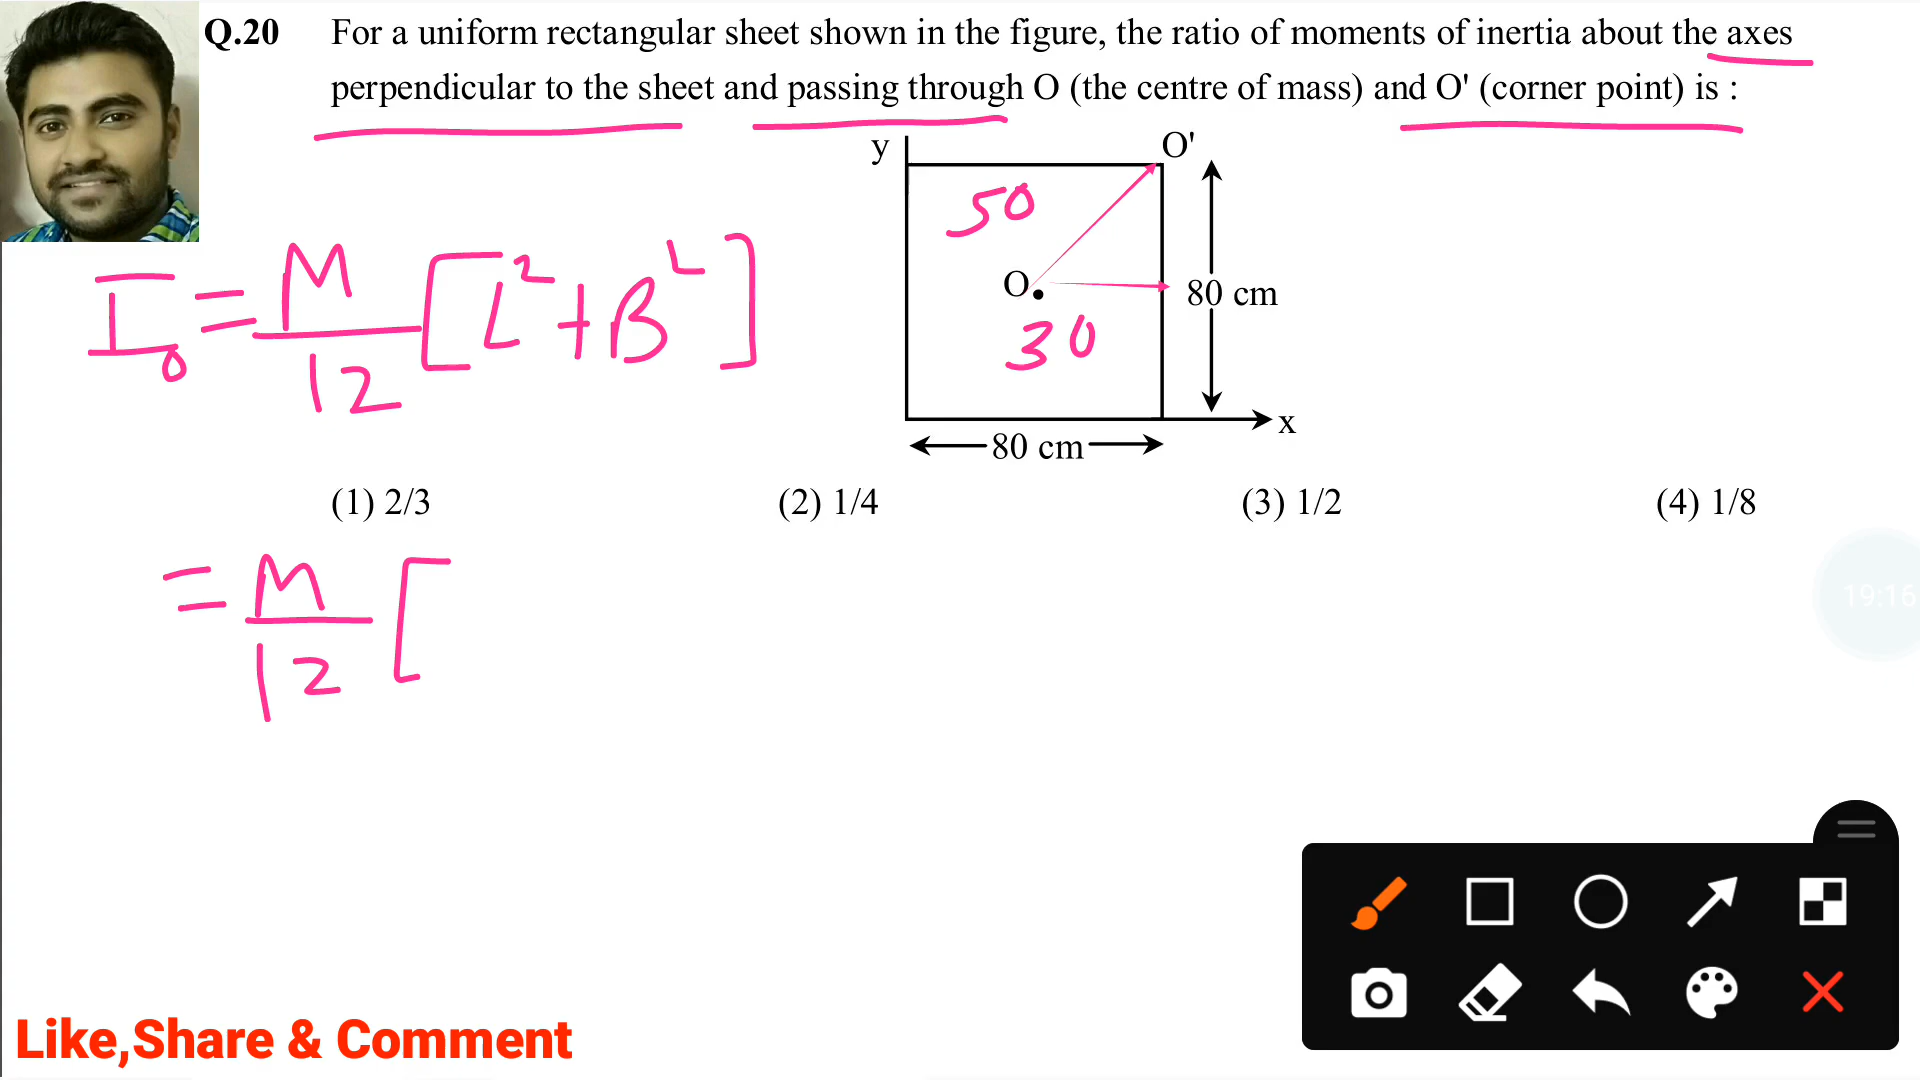 Q.20 For a uniform rectangular sheet shown in the figure, the ratio of moments of inertia about the axes
perpendicular to the sheet and passing through O (the centre of mass) and O' (corner point) is :
y
O'
50
O
80 cm
30
x
80 cm
I₀ = M/12 [L² + B²]
(1) 2/3 (2) 1/4 (3) 1/2 (4) 1/8
= M/12 [
19:16
Like,Share & Comment